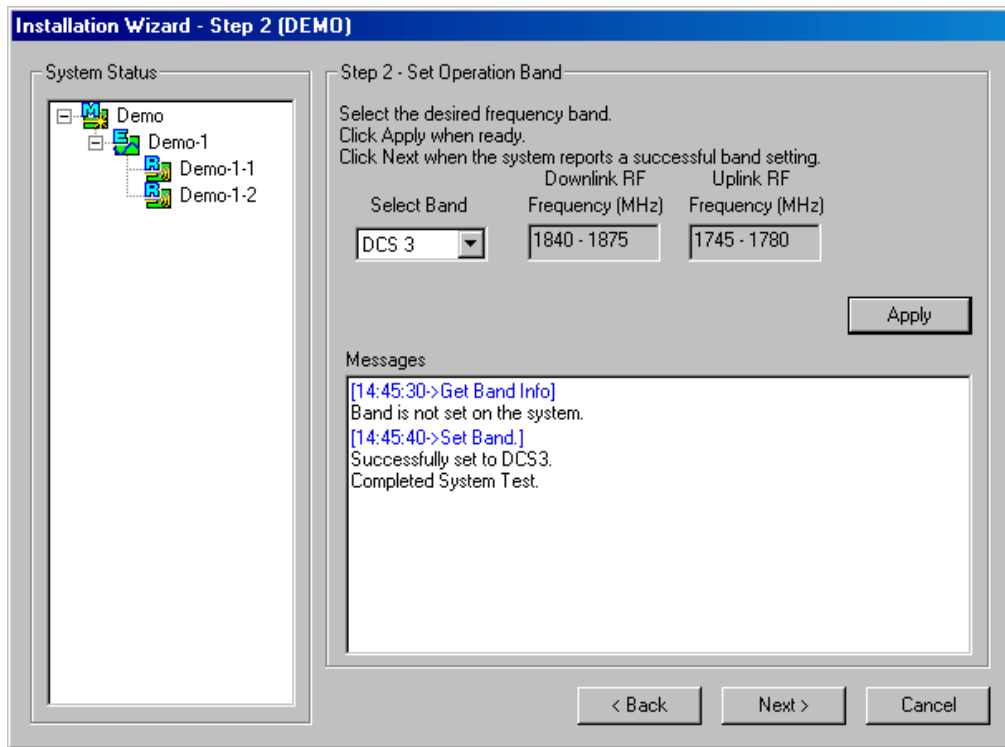 Installation Wizard - Step 2 (DEMO)
System Status
Demo
Demo-1
Demo-1-1
Demo-1-2
Step 2 - Set Operation Band
Select the desired frequency band.
Click Apply when ready.
Click Next when the system reports a successful band setting.
Select Band
DCS 3
Downlink RF
Frequency (MHz)
1840 - 1875
Uplink RF
Frequency (MHz)
1745 - 1780
Apply
Messages
[14:45:30->Get Band Info]
Band is not set on the system.
[14:45:40->Set Band.]
Successfully set to DCS3.
Completed System Test.
< Back
Next >
Cancel